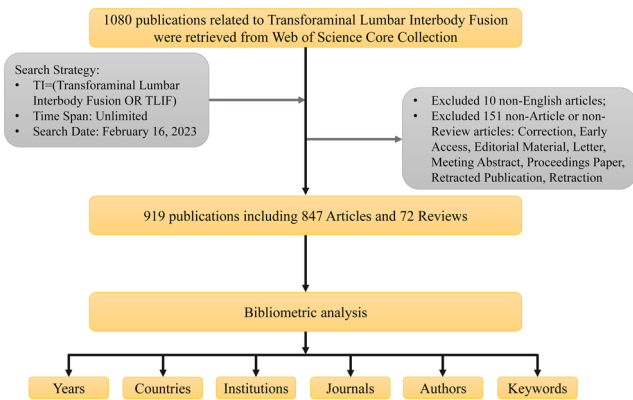 1080 publications related to Transforaminal Lumbar Interbody Fusion
were retrieved from Web of Science Core Collection
Search Strategy:
• TI=(Transforaminal Lumbar
Interbody Fusion OR TLIF)
• Time Span: Unlimited
• Search Date: February 16, 2023
• Excluded 10 non-English articles;
• Excluded 151 non-Article or non-
Review articles: Correction, Early
Access, Editorial Material, Letter,
Meeting Abstract, Proceedings Paper,
Retracted Publication, Retraction
919 publications including 847 Articles and 72 Reviews
Bibliometric analysis
Years
Countries
Institutions
Journals
Authors
Keywords